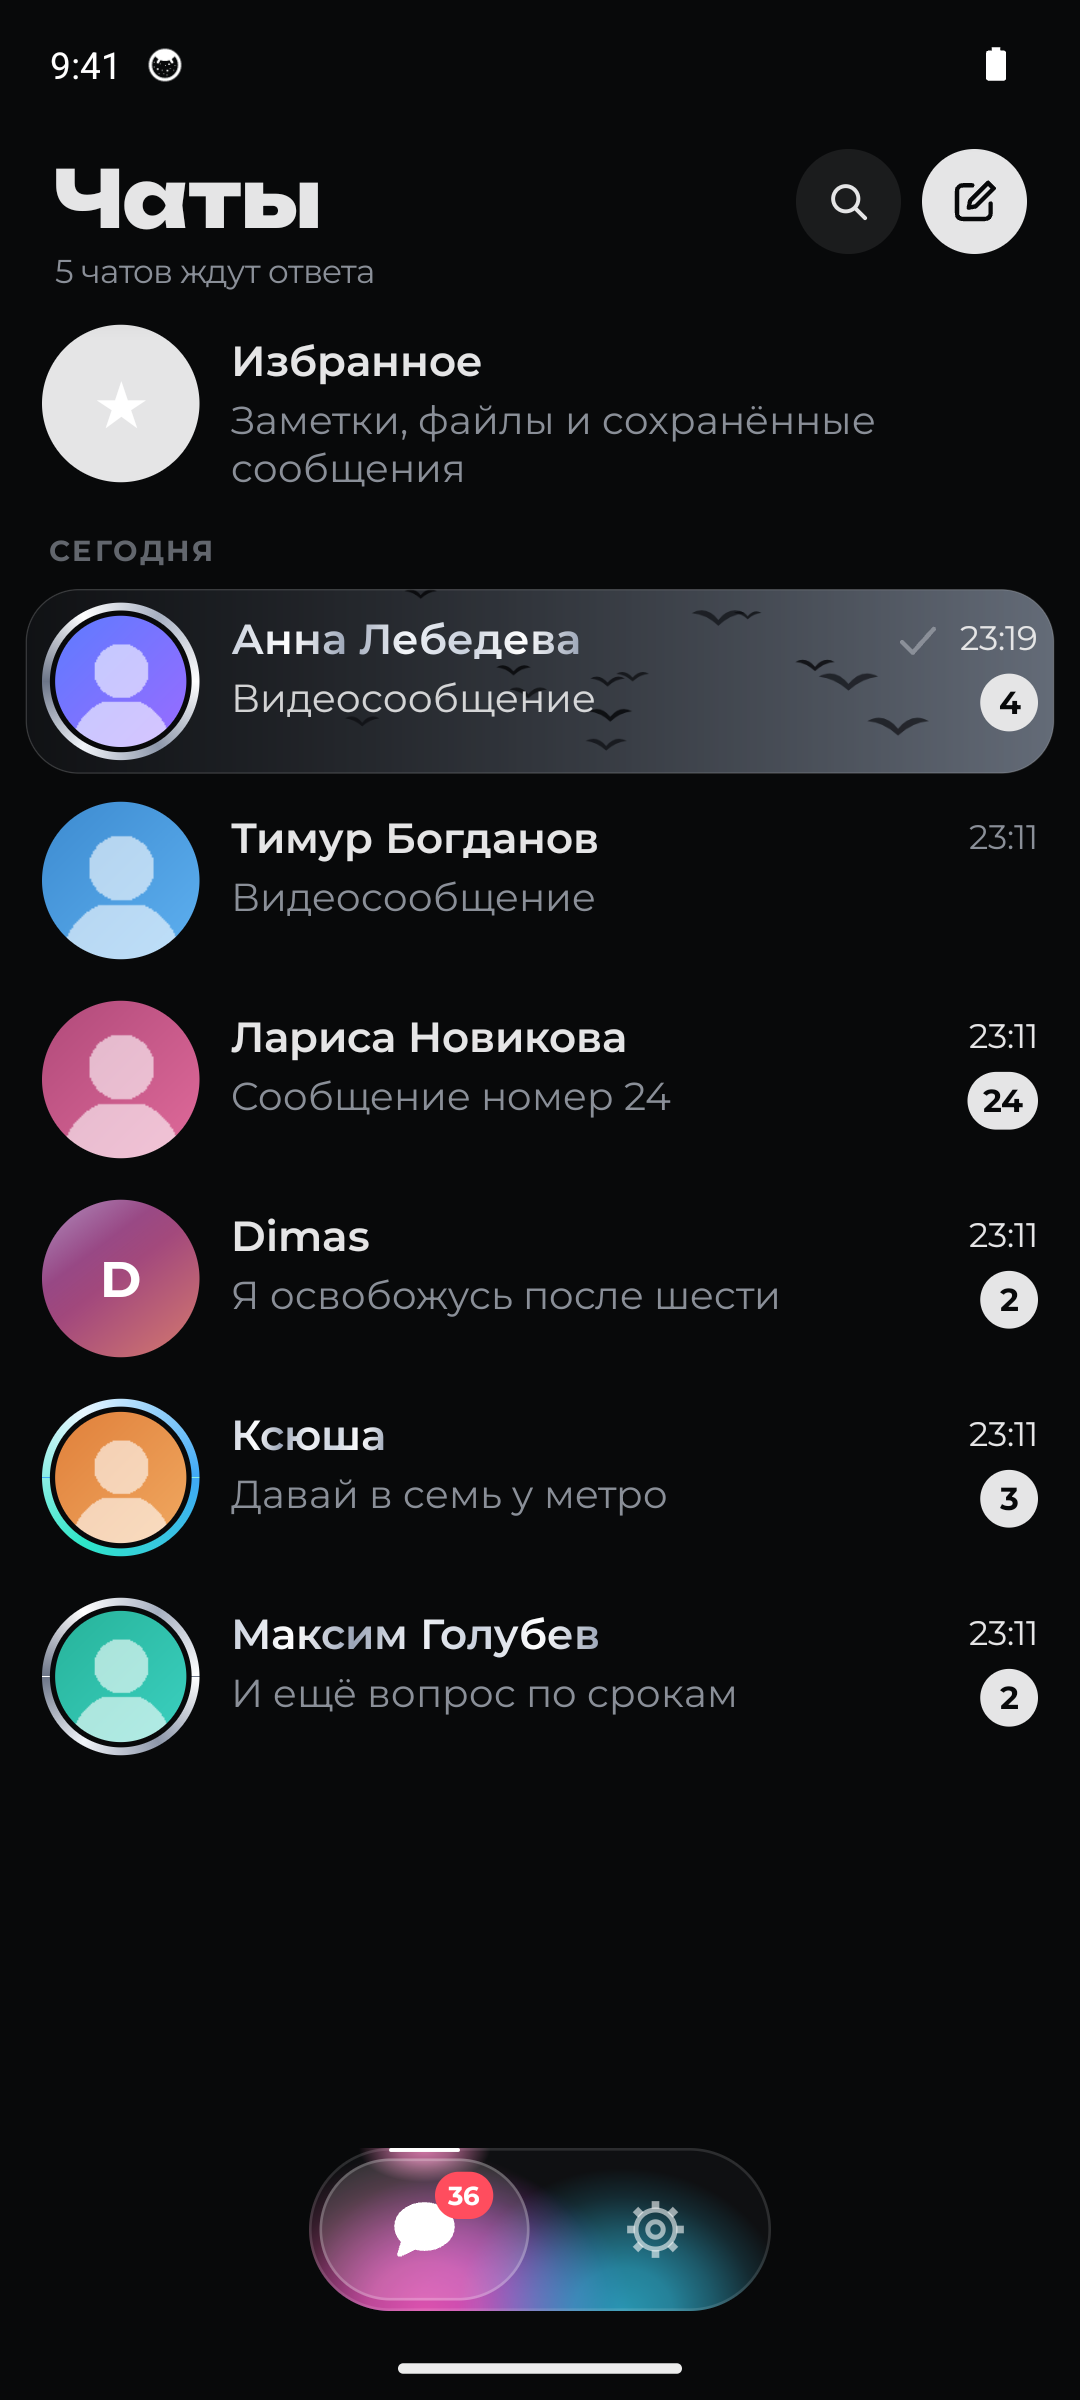 9:41
Чаты
5 чатов ждут ответа
Избранное
Заметки, файлы и сохранённые
сообщения
СЕГОДНЯ
Анна Лебедева 23:19
Видеосообщение 4
Тимур Богданов 23:11
Видеосообщение
Лариса Новикова 23:11
Сообщение номер 24 24
D
Dimas 23:11
Я освобожусь после шести 2
Ксюша 23:11
Давай в семь у метро 3
Максим Голубев 23:11
И ещё вопрос по срокам 2
36